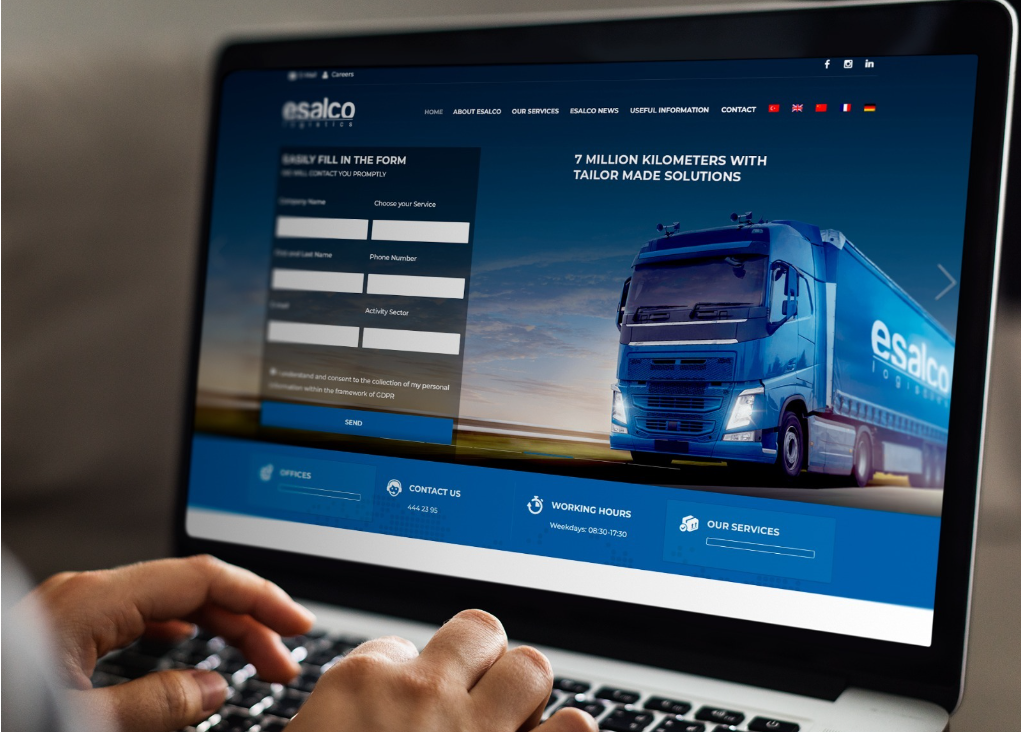 E-Mail Careers
esalco
logistics
HOME ABOUT ESALCO OUR SERVICES ESALCO NEWS USEFUL INFORMATION CONTACT
EASILY FILL IN THE FORM
WE WILL CONTACT YOU PROMPTLY
Company Name Choose your Service
First and Last Name Phone Number
E-mail Activity Sector
I understand and consent to the collection of my personal
information within the framework of GDPR
SEND
7 MILLION KILOMETERS WITH
TAILOR MADE SOLUTIONS
esalco
logistics
OFFICES
CONTACT US
444 23 95
WORKING HOURS
Weekdays: 08:30-17:30
OUR SERVICES